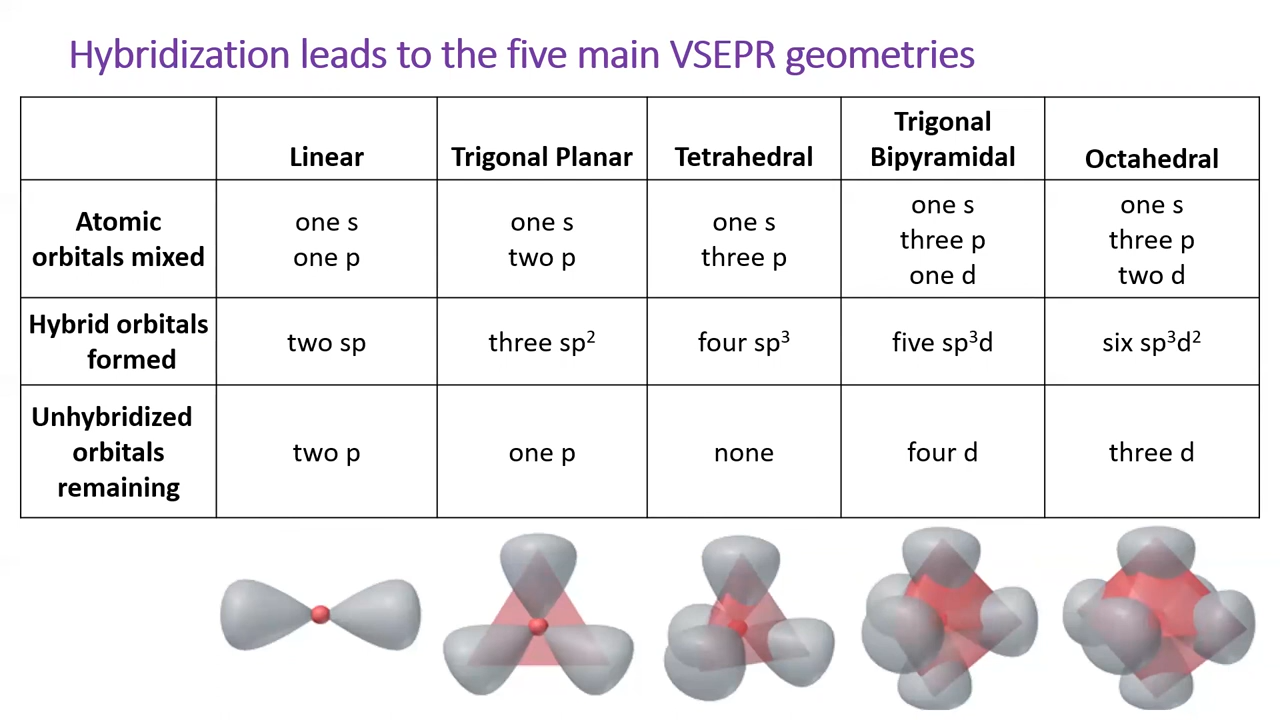 Hybridization leads to the five main VSEPR geometries
Linear
Trigonal Planar
Tetrahedral
Trigonal
Bipyramidal
Octahedral
Atomic
orbitals mixed
one s
one p
one s
two p
one s
three p
one s
three p
one d
one s
three p
two d
Hybrid orbitals
formed
two sp
three sp²
four sp³
five sp³d
six sp³d²
Unhybridized
orbitals
remaining
two p
one p
none
four d
three d